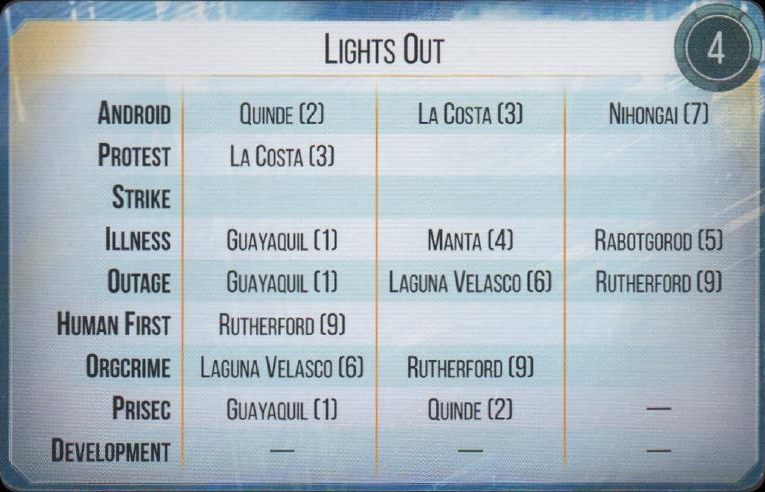 LIGHTS OUT
4
ANDROID QUINDE (2) LA COSTA (3) NIHONGAI (7)
PROTEST LA COSTA (3)
STRIKE
ILLNESS GUAYAQUIL (1) MANTA (4) RABOTGOROD (5)
OUTAGE GUAYAQUIL (1) LAGUNA VELASCO (6) RUTHERFORD (9)
HUMAN FIRST RUTHERFORD (9)
ORGCRIME LAGUNA VELASCO (6) RUTHERFORD (9)
PRISEC GUAYAQUIL (1) QUINDE (2) —
DEVELOPMENT — — —